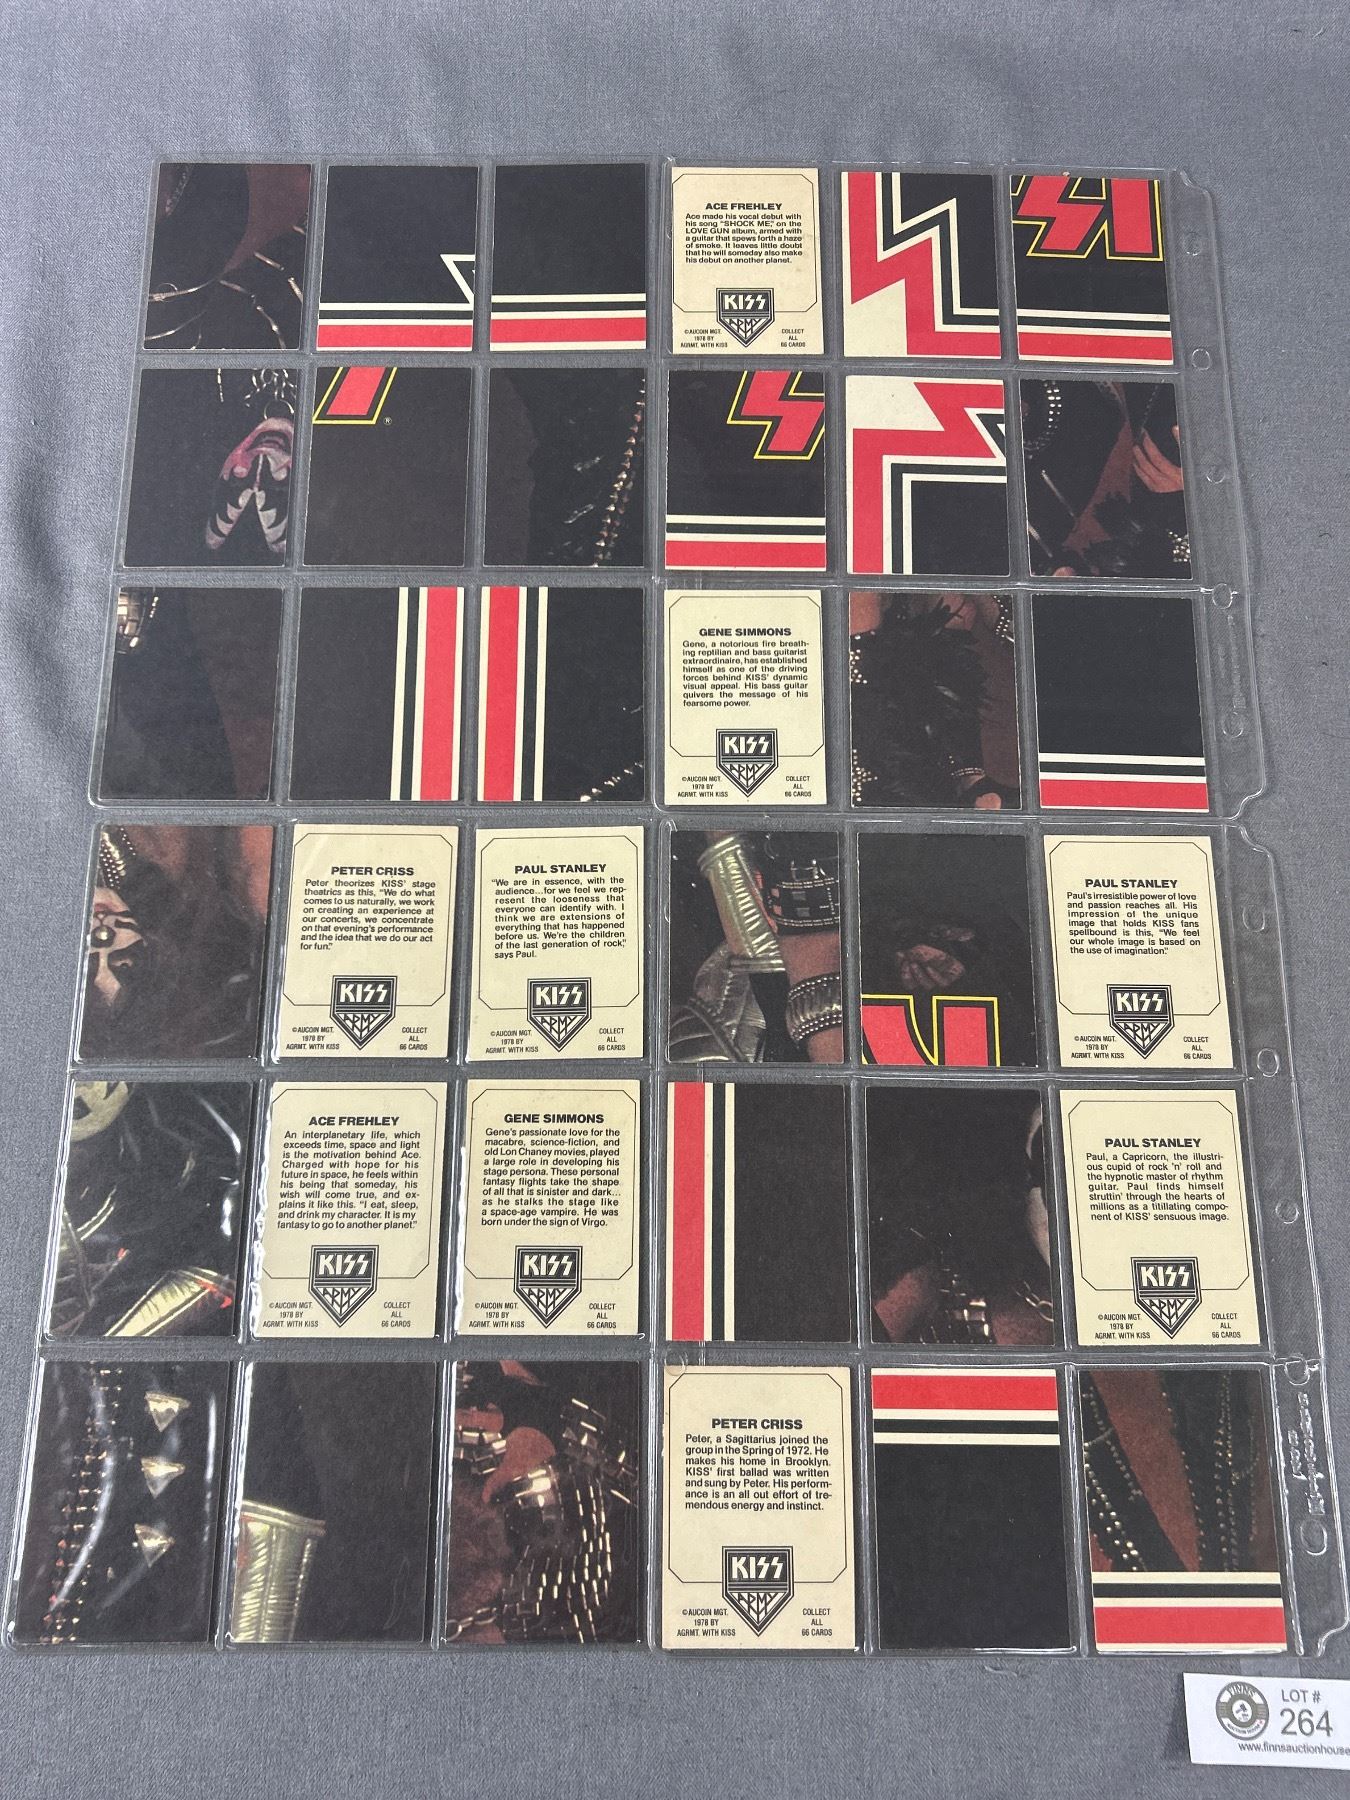 ACE FREHLEY
Ace made his vocal debut with
his song "SHOCK ME," on the
LOVE GUN album, armed with
a guitar that spews forth a haze
of smoke. It leaves little doubt
that he will someday also make
his debut on another planet.
KISS
ARMY
©AUCOIN MGT.
1978 BY
AGRMT. WITH KISS
COLLECT
ALL
66 CARDS
®
GENE SIMMONS
Gene, a notorious fire breath-
ing reptilian and bass guitarist
extraordinaire, has established
himself as one of the driving
forces behind KISS' dynamic
visual appeal. His bass guitar
quivers the message of his
fearsome power.
KISS
ARMY
©AUCOIN MGT.
1978 BY
AGRMT. WITH KISS
COLLECT
ALL
66 CARDS
PETER CRISS
Peter theorizes KISS' stage
theatrics as this, "We do what
comes to us naturally, we work
on creating an experience at
our concerts, we concentrate
on that evening's performance
and the idea that we do our act
for fun."
KISS
ARMY
©AUCOIN MGT.
1978 BY
AGRMT. WITH KISS
COLLECT
ALL
66 CARDS
PAUL STANLEY
"We are in essence, with the
audience...for we feel we rep-
resent the looseness that
everyone can identify with. I
think we are extensions of
everything that has happened
before us. We're the children
of the last generation of rock,"
says Paul.
KISS
ARMY
©AUCOIN MGT.
1978 BY
AGRMT. WITH KISS
COLLECT
ALL
66 CARDS
PAUL STANLEY
Paul's irresistible power of love
and passion reaches all. His
impression of the unique
image that holds KISS fans
spellbound is this, "We feel
our whole image is based on
the use of imagination."
KISS
ARMY
©AUCOIN MGT.
1978 BY
AGRMT. WITH KISS
COLLECT
ALL
66 CARDS
ACE FREHLEY
An interplanetary life, which
exceeds time, space and light
is the motivation behind Ace.
Charged with hope for his
future in space, he feels within
his being that someday, his
wish will come true, and ex-
plains it like this. "I eat, sleep,
and drink my character. It is my
fantasy to go to another planet."
KISS
ARMY
©AUCOIN MGT.
1978 BY
AGRMT. WITH KISS
COLLECT
ALL
66 CARDS
GENE SIMMONS
Gene's passionate love for the
macabre, science-fiction, and
old Lon Chaney movies, played
a large role in developing his
stage persona. These personal
fantasy flights take the shape
of all that is sinister and dark...
as he stalks the stage like
a space-age vampire. He was
born under the sign of Virgo.
KISS
ARMY
©AUCOIN MGT.
1978 BY
AGRMT. WITH KISS
COLLECT
ALL
66 CARDS
PAUL STANLEY
Paul, a Capricorn, the illustri-
ous cupid of rock 'n' roll and
the hypnotic master of rhythm
guitar. Paul finds himself
struttin' through the hearts of
millions as a titillating compo-
nent of KISS' sensuous image.
KISS
ARMY
©AUCOIN MGT.
1978 BY
AGRMT. WITH KISS
COLLECT
ALL
66 CARDS
PETER CRISS
Peter, a Sagittarius joined the
group in the Spring of 1972. He
makes his home in Brooklyn.
KISS' first ballad was written
and sung by Peter. His perform-
ance is an all out effort of tre-
mendous energy and instinct.
KISS
ARMY
©AUCOIN MGT.
1978 BY
AGRMT. WITH KISS
COLLECT
ALL
66 CARDS
FINNS
AUCTION HOUSE
LOT #
264
www.finnsauctionhouse